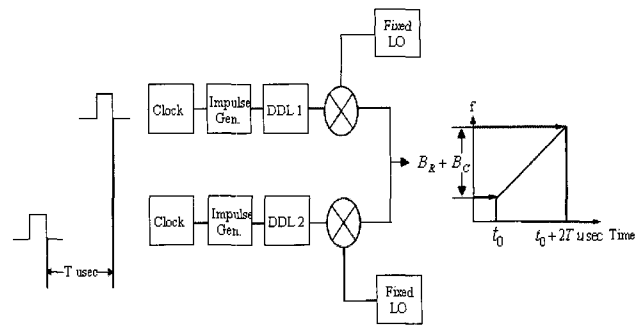 Fixed
LO
Clock
Impulse
Gen.
DDL 1
B_R + B_C
f
t_0
t_0 + 2T usec Time
T usec
Clock
Impulse
Gen.
DDL 2
Fixed
LO